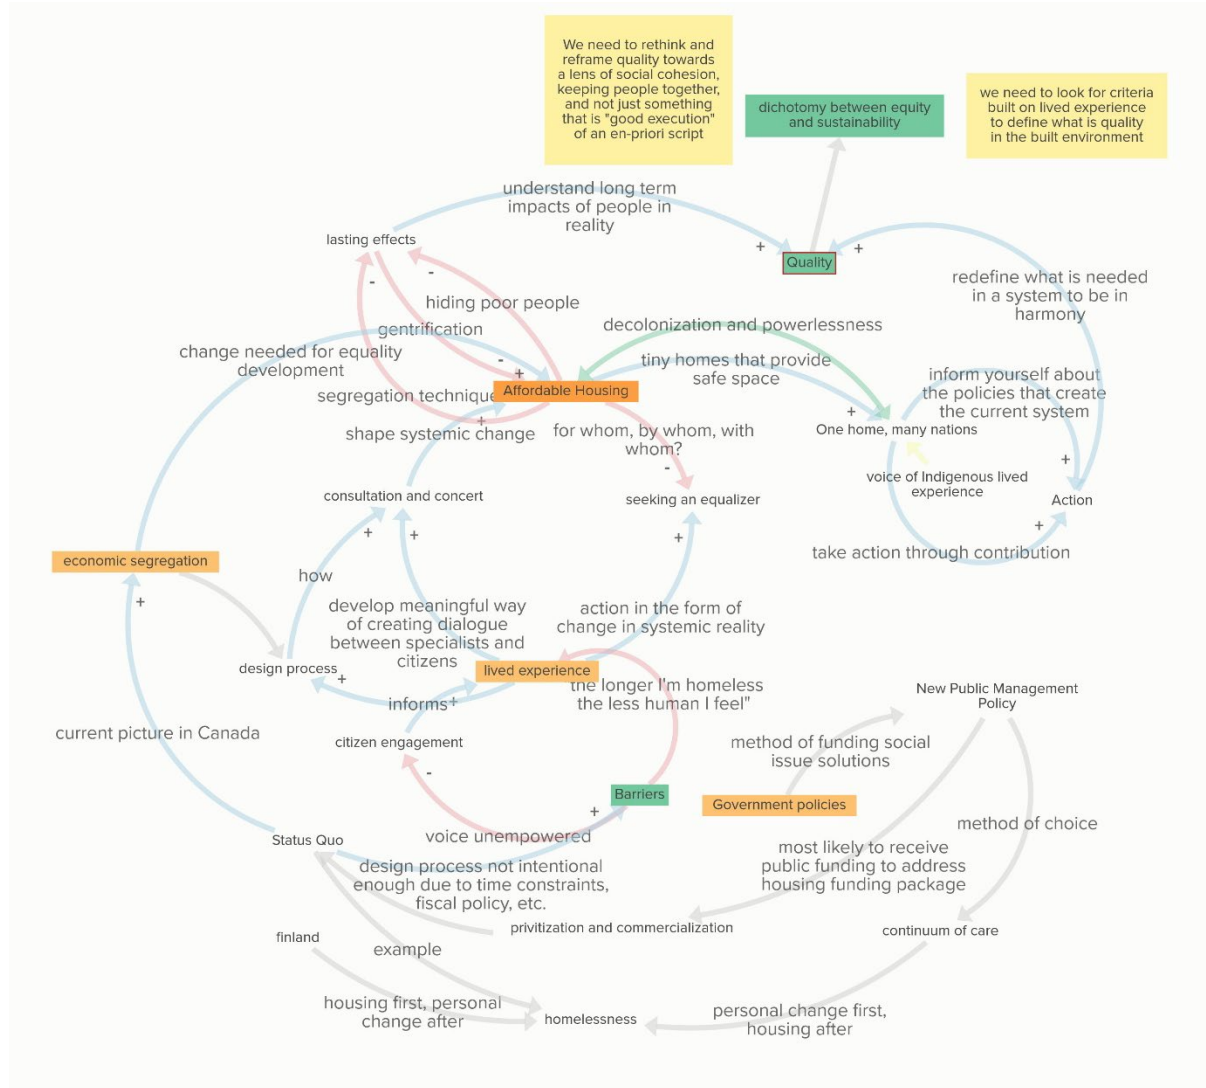 We need to rethink and
reframe quality towards
a lens of social cohesion,
keeping people together,
and not just something
that is "good execution"
of an en-priori script
dichotomy between equity
and sustainability
we need to look for criteria
built on lived experience
to define what is quality
in the built environment
understand long term
impacts of people in
reality
lasting effects
+
+
Quality
-
-
hiding poor people
redefine what is needed
in a system to be in
harmony
gentrification
decolonization and powerlessness
change needed for equality
development
-
+
tiny homes that provide
safe space
inform yourself about
the policies that create
the current system
segregation technique
Affordable Housing
+
+
shape systemic change
for whom, by whom, with
whom?
One home, many nations
-
+
voice of Indigenous lived
experience
consultation and concert
seeking an equalizer
Action
+
+
+
+
economic segregation
take action through contribution
how
+
develop meaningful way
of creating dialogue
between specialists and
citizens
action in the form of
change in systemic reality
design process
+
lived experience
the longer I'm homeless
the less human I feel"
informs
+
New Public Management
Policy
current picture in Canada
citizen engagement
-
method of funding social
issue solutions
Barriers
+
Government policies
Status Quo
voice unempowered
method of choice
design process not intentional
enough due to time constraints,
fiscal policy, etc.
most likely to receive
public funding to address
housing funding package
privitization and commercialization
continuum of care
finland
example
housing first, personal
change after
homelessness
personal change first,
housing after